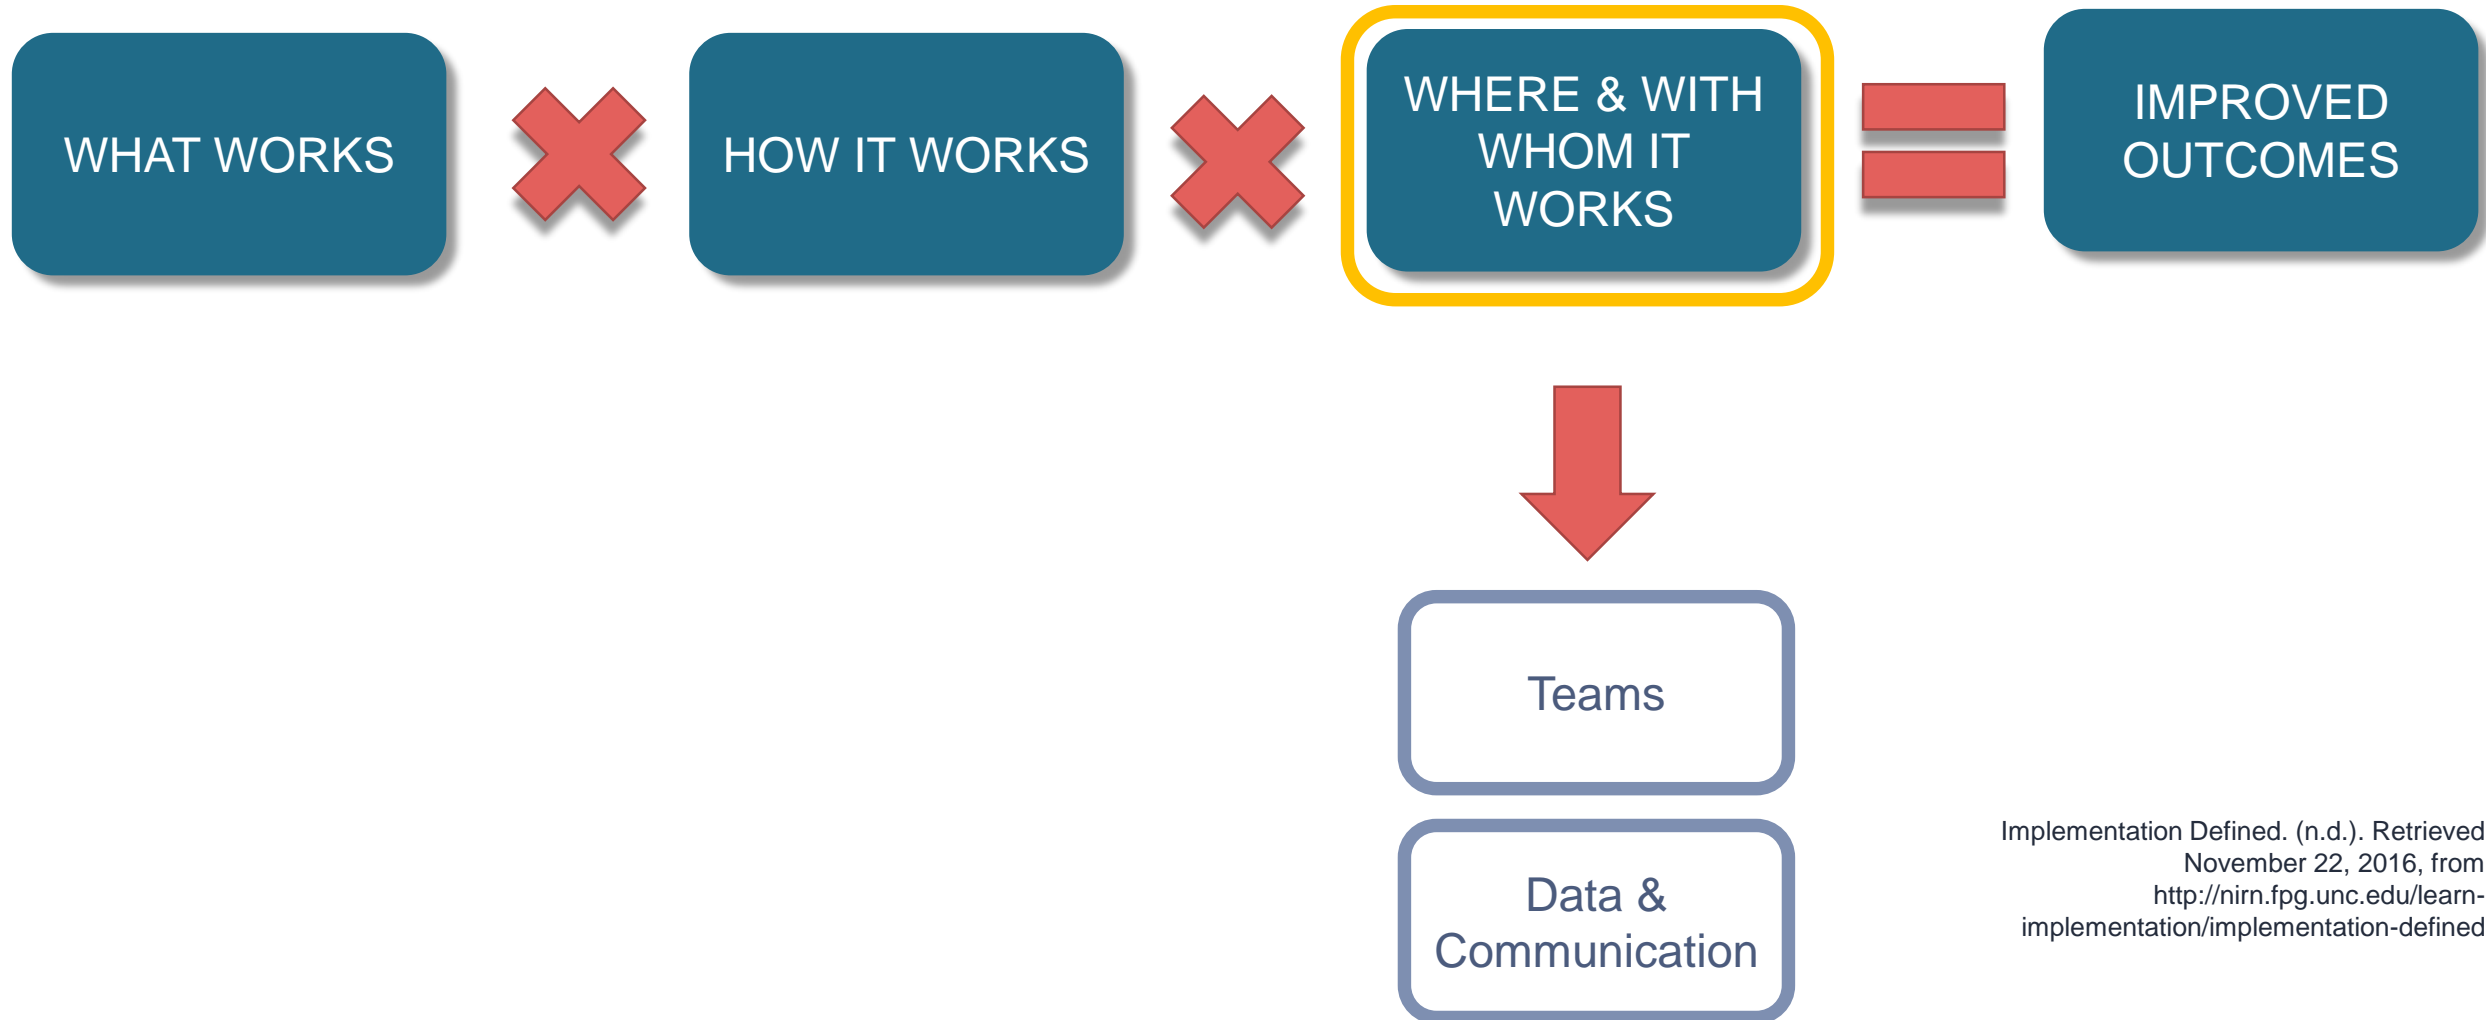 WHAT WORKS
HOW IT WORKS
WHERE & WITH
WHOM IT
WORKS
IMPROVED
OUTCOMES
Teams
Data &
Communication
Implementation Defined. (n.d.). Retrieved
November 22, 2016, from
http://nirn.fpg.unc.edu/learn-
implementation/implementation-defined